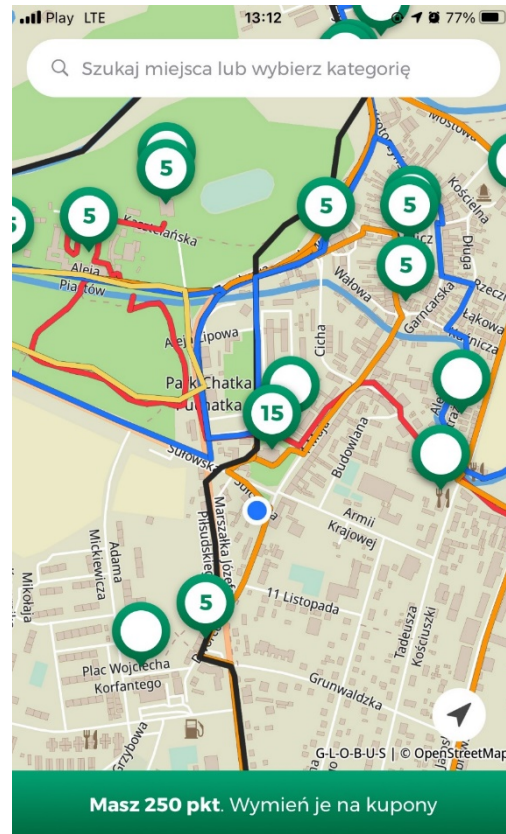 Play LTE
13:12
77%
Szukaj miejsca lub wybierz kategorię
Mostowa
Kościelna
5
5
5
5
Długa
Aleja
Piastów
Wałowa
5
Garncarska
Rzecz
Łąkowa
Aleja Lipowa
Cicha
Park Chatka
Puchatka
15
Budowlana
Sułowska
Armii
Krajowej
Marszałka Józefa
Piłsudskiego
Adama
Mickiewicza
Mikołaja
11 Listopada
Tadeusza
Kościuszki
5
Plac Wojciecha
Korfantego
Grunwaldzka
Grzybowa
G-L-O-B-U-S | © OpenStreetMap
Masz 250 pkt. Wymień je na kupony